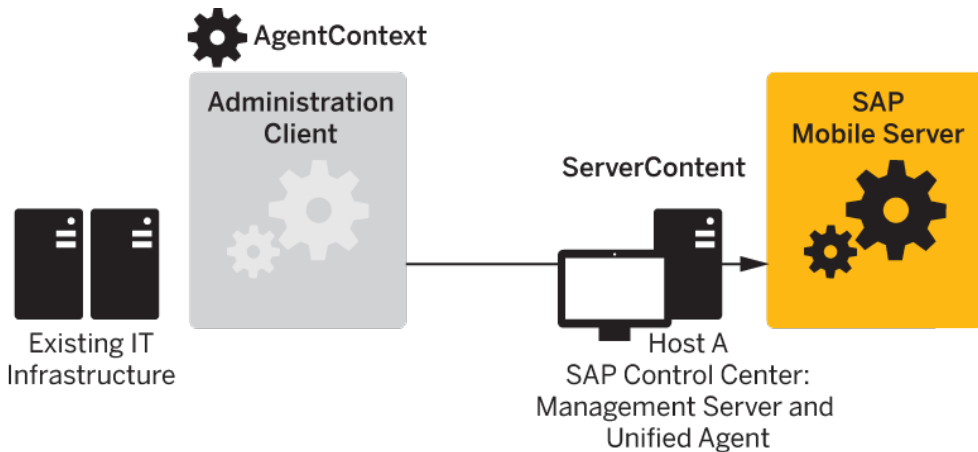 AgentContext
Administration
Client
SAP
Mobile Server
ServerContent
Existing IT
Infrastructure
Host A
SAP Control Center:
Management Server and
Unified Agent